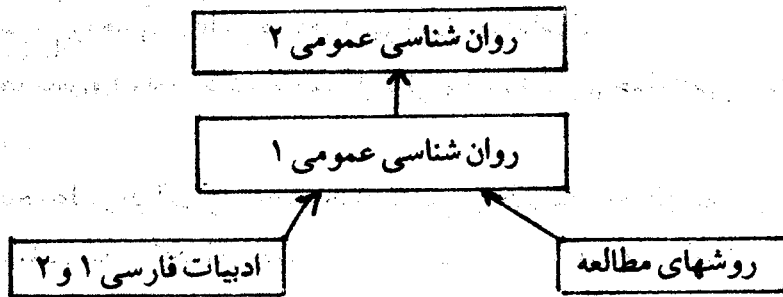 روان شناسی عمومی ۲
روان شناسی عمومی ۱
روشهای مطالعه
ادبیات فارسی ۱ و ۲